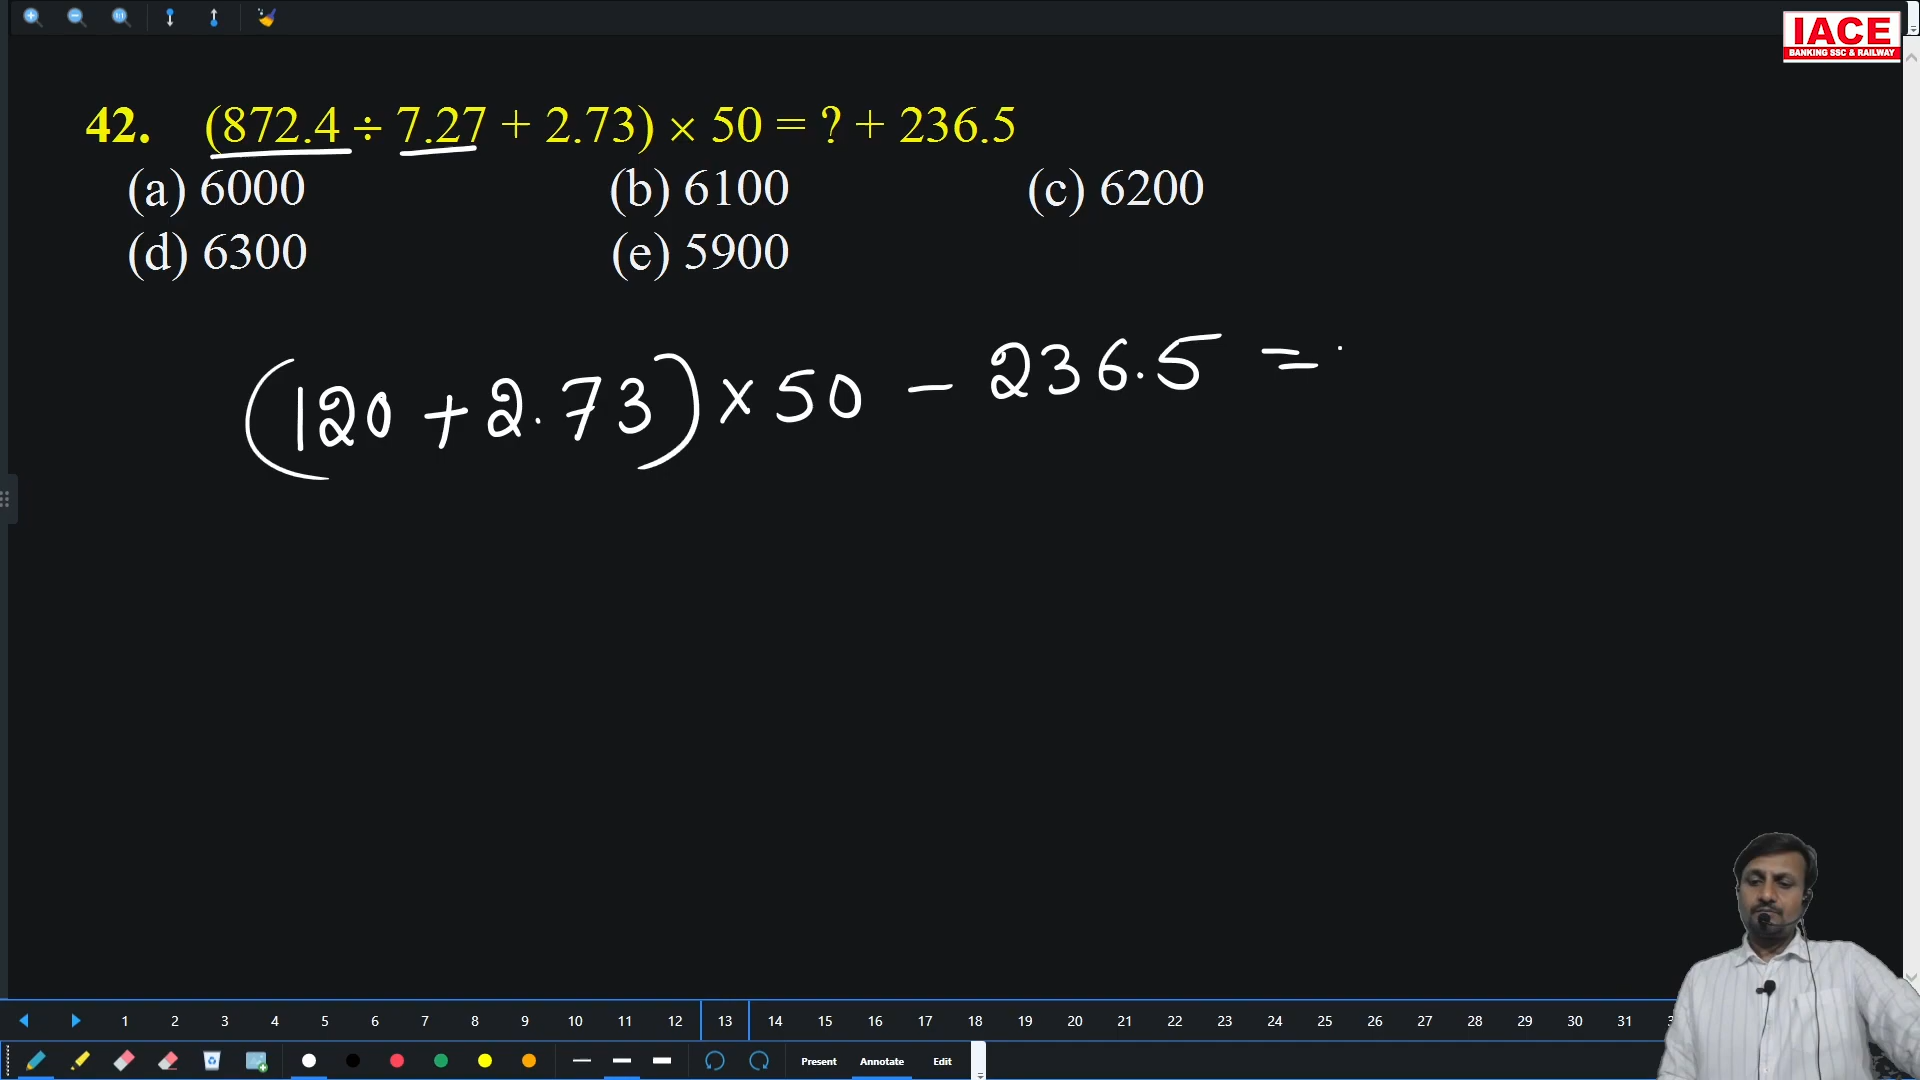 IACE
BANKING SSC & RAILWAY
42. (872.4 ÷ 7.27 + 2.73) × 50 = ? + 236.5
(a) 6000 (b) 6100 (c) 6200
(d) 6300 (e) 5900
(120 + 2.73) × 50 - 236.5 =
1 2 3 4 5 6 7 8 9 10 11 12 13 14 15 16 17 18 19 20 21 22 23 24 25 26 27 28 29 30 31
Present Annotate Edit